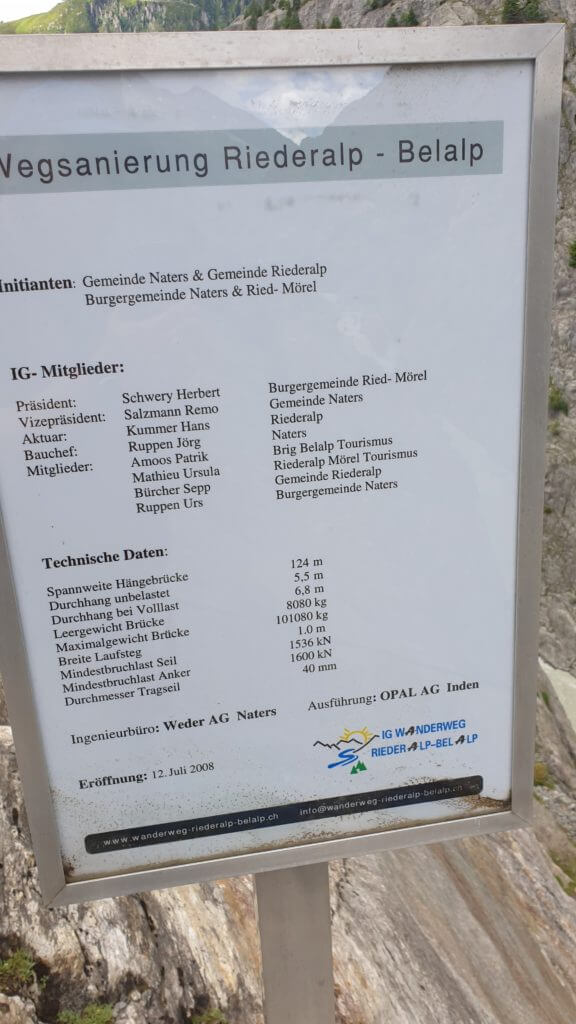 Wegsanierung Riederalp - Belalp
Initianten: Gemeinde Naters & Gemeinde Riederalp
Burgergemeinde Naters & Ried- Mörel
IG- Mitglieder:
Präsident: Schwery Herbert Burgergemeinde Ried- Mörel
Vizepräsident: Salzmann Remo Gemeinde Naters
Aktuar: Kummer Hans Riederalp
Bauchef: Ruppen Jörg Naters
Mitglieder: Amoos Patrik Brig Belalp Tourismus
Mathieu Ursula Riederalp Mörel Tourismus
Bürcher Sepp Gemeinde Riederalp
Ruppen Urs Burgergemeinde Naters
Technische Daten:
Spannweite Hängebrücke 124 m
Durchhang unbelastet 5,5 m
Durchhang bei Volllast 6,8 m
Leergewicht Brücke 8080 kg
Maximalgewicht Brücke 101080 kg
Breite Laufsteg 1.0 m
Mindestbruchlast Seil 1536 kN
Mindestbruchlast Anker 1600 kN
Durchmesser Tragseil 40 mm
Ingenieurbüro: Weder AG Naters Ausführung: OPAL AG Inden
IG WANDERWEG
RIEDERALP-BELALP
Eröffnung: 12. Juli 2008
www.wanderweg-riederalp-belalp.ch info@wanderweg-riederalp-belalp.ch